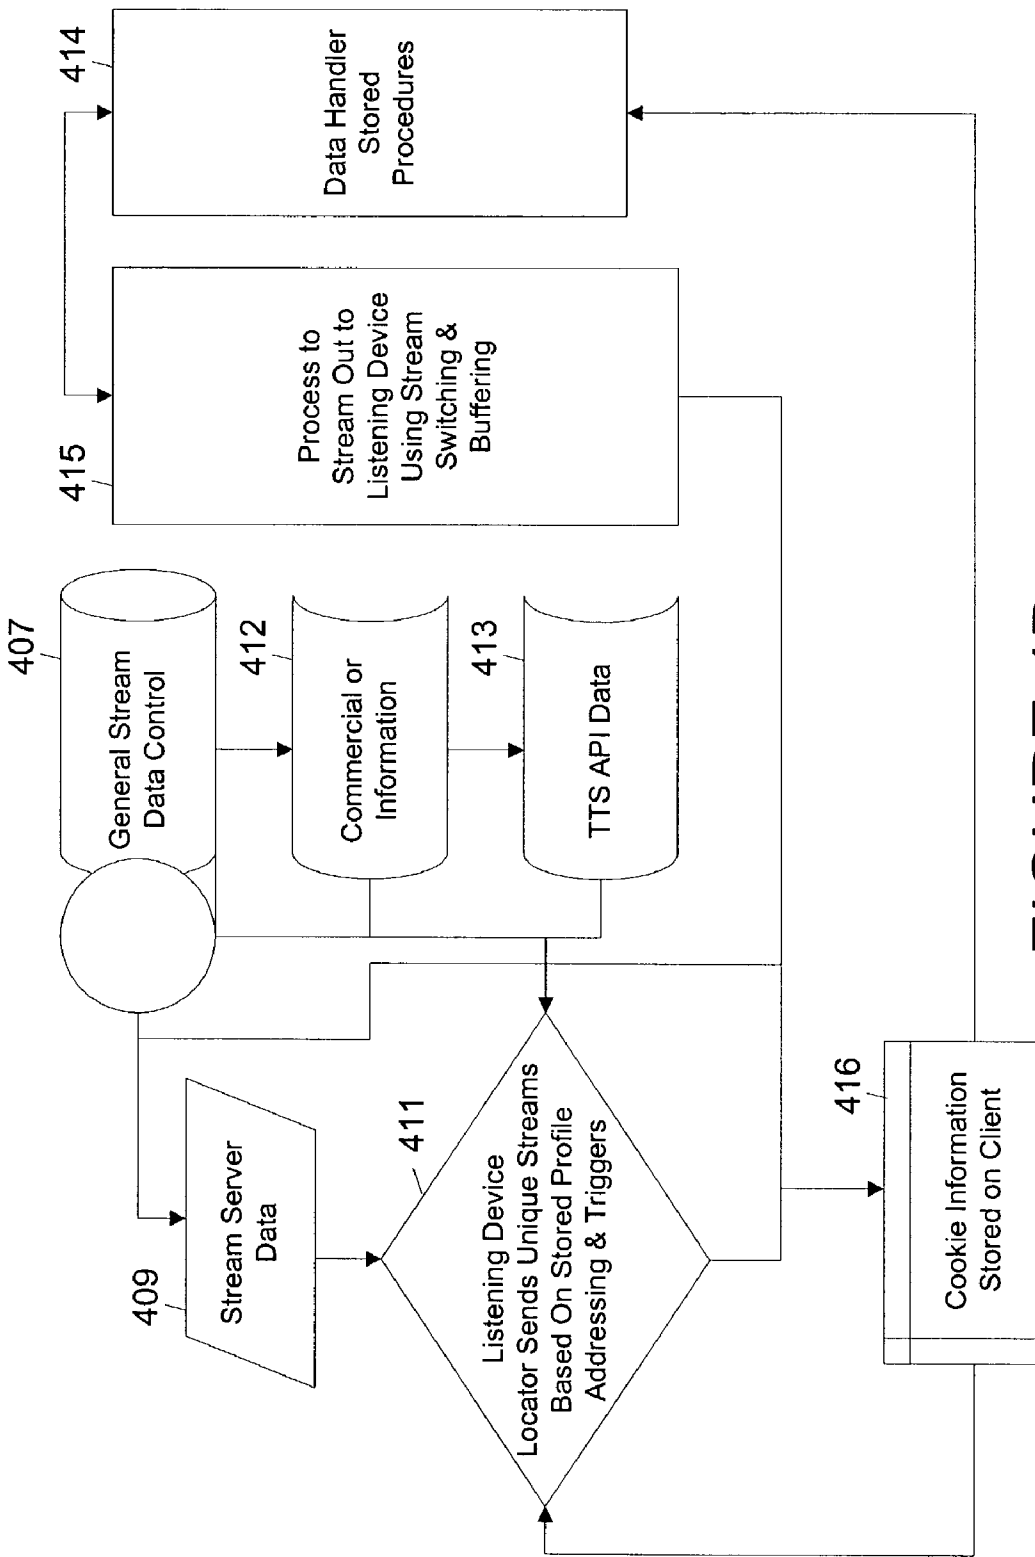 407
General Stream
Data Control
409
Stream Server
Data
411
Listening Device
Locator Sends Unique Streams
Based On Stored Profile
Addressing & Triggers
412
Commercial or
Information
413
TTS API Data
415
Process to
Stream Out to
Listening Device
Using Stream
Switching &
Buffering
414
Data Handler
Stored
Procedures
416
Cookie Information
Stored on Client